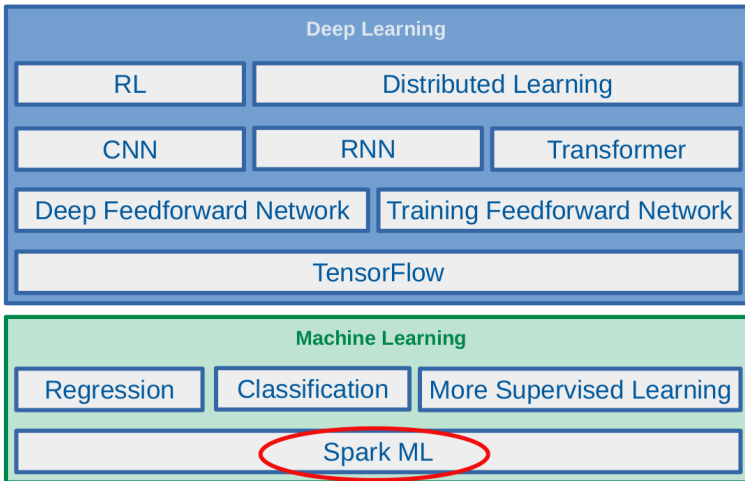 Deep Learning
RL
Distributed Learning
CNN
RNN
Transformer
Deep Feedforward Network
Training Feedforward Network
TensorFlow
Machine Learning
Regression
Classification
More Supervised Learning
Spark ML